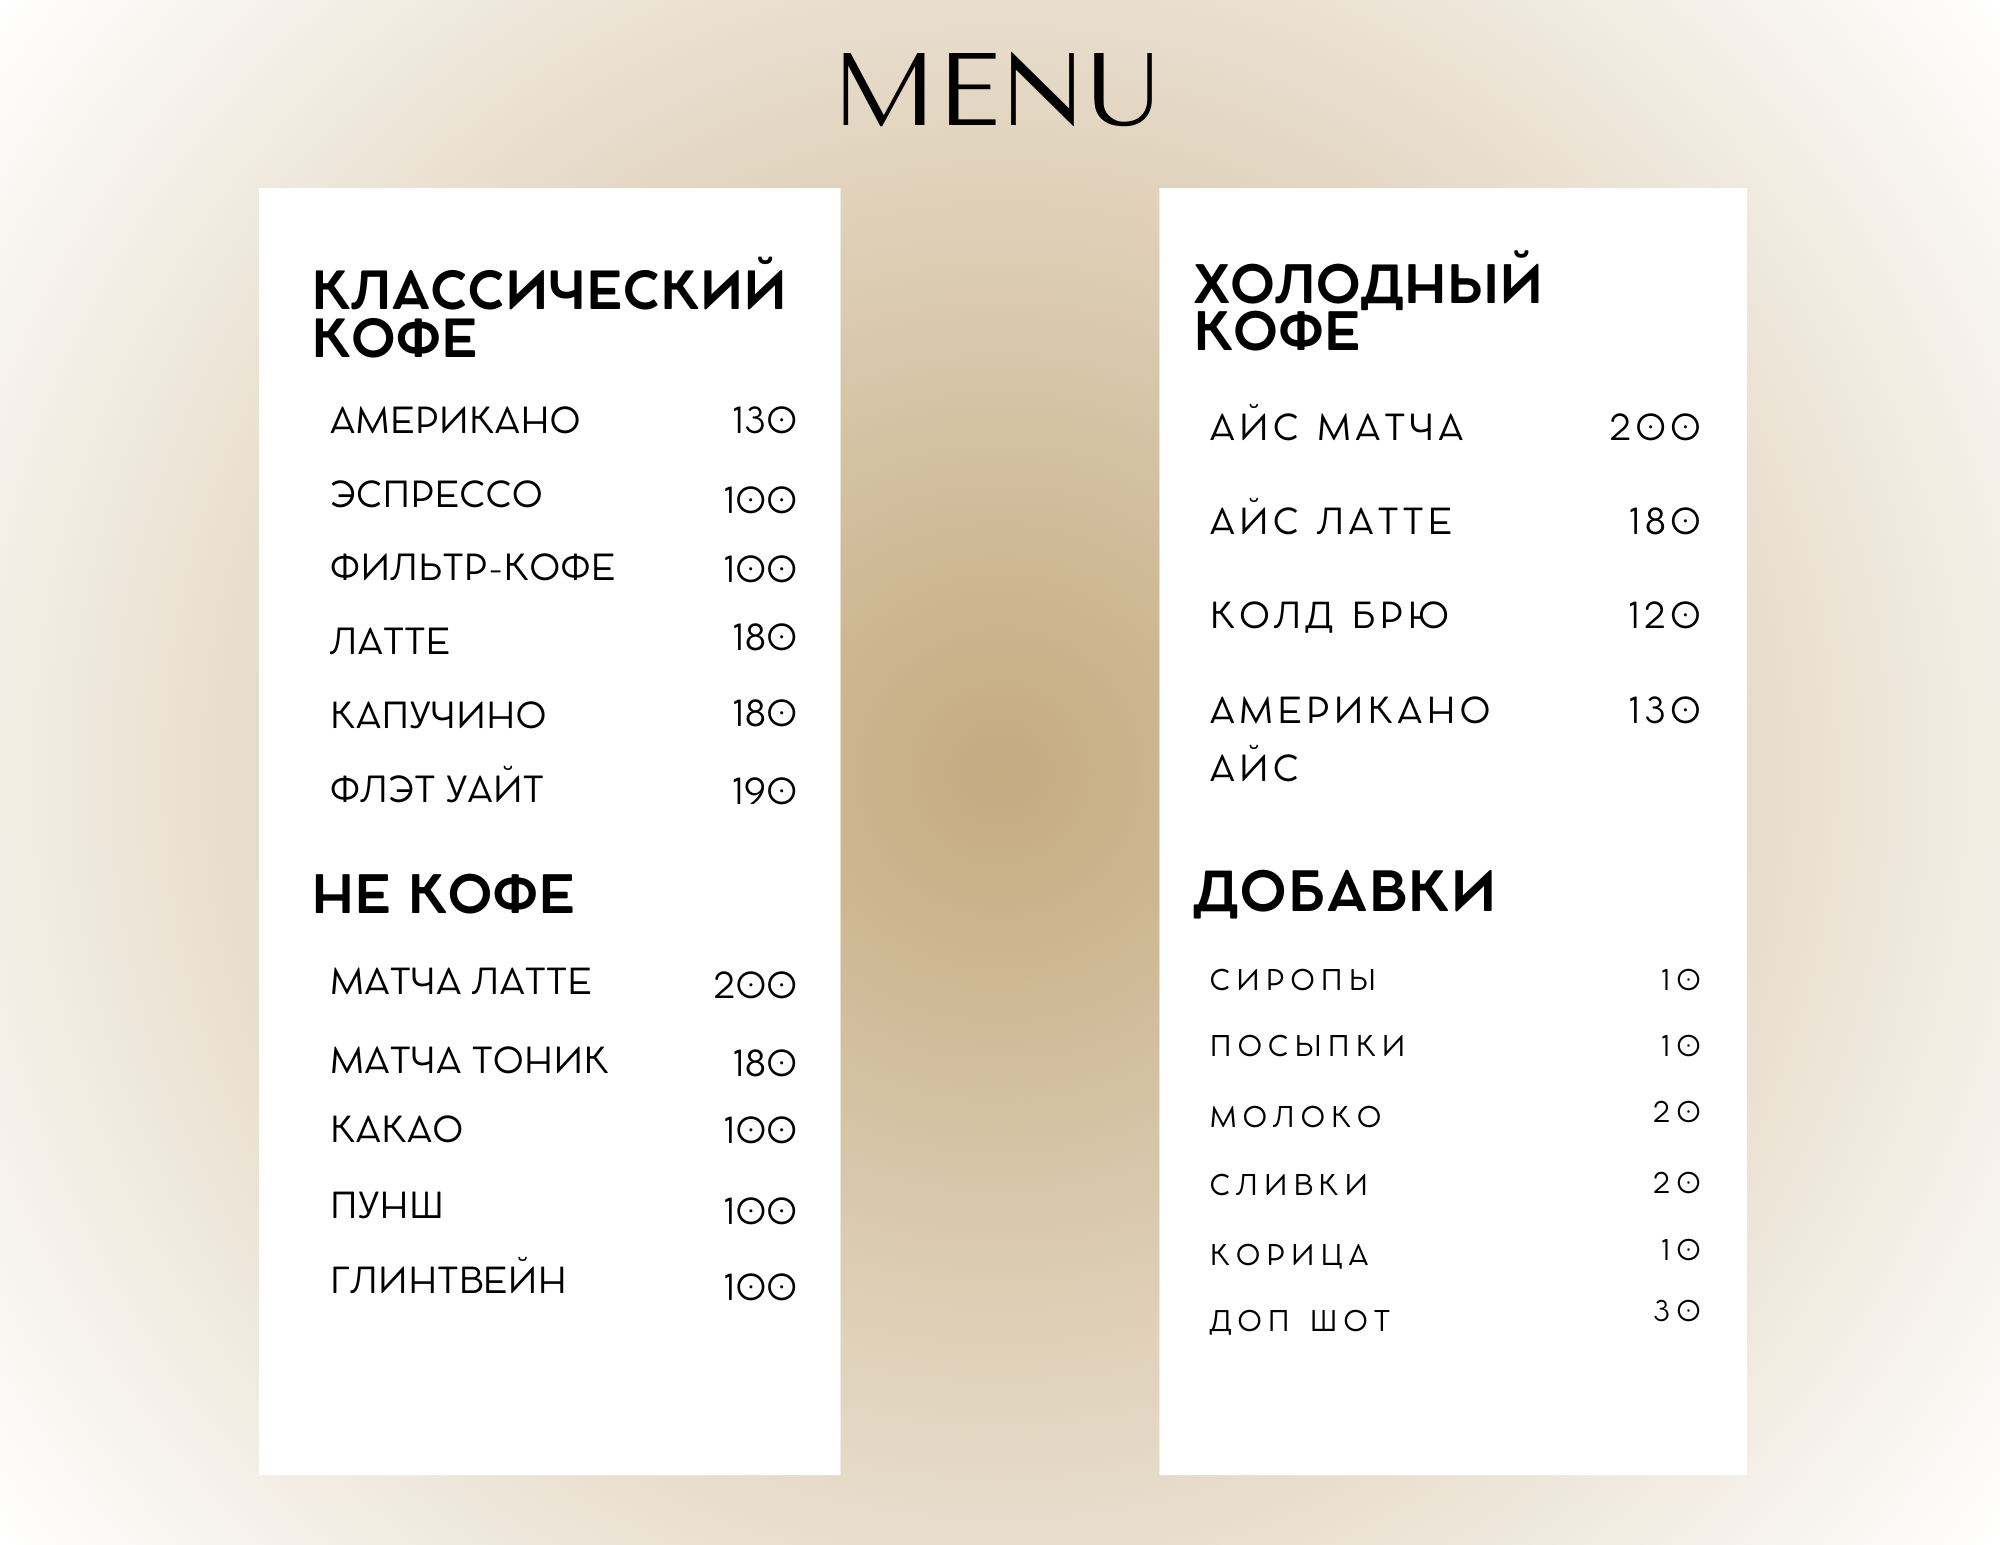 MENU
КЛАССИЧЕСКИЙ
КОФЕ
АМЕРИКАНО 130
ЭСПРЕССО 100
ФИЛЬТР-КОФЕ 100
ЛАТТЕ 180
КАПУЧИНО 180
ФЛЭТ УАЙТ 190
НЕ КОФЕ
МАТЧА ЛАТТЕ 200
МАТЧА ТОНИК 180
КАКАО 100
ПУНШ 100
ГЛИНТВЕЙН 100
ХОЛОДНЫЙ
КОФЕ
АЙС МАТЧА 200
АЙС ЛАТТЕ 180
КОЛД БРЮ 120
АМЕРИКАНО 130
АЙС
ДОБАВКИ
СИРОПЫ 10
ПОСЫПКИ 10
МОЛОКО 20
СЛИВКИ 20
КОРИЦА 10
ДОП ШОТ 30